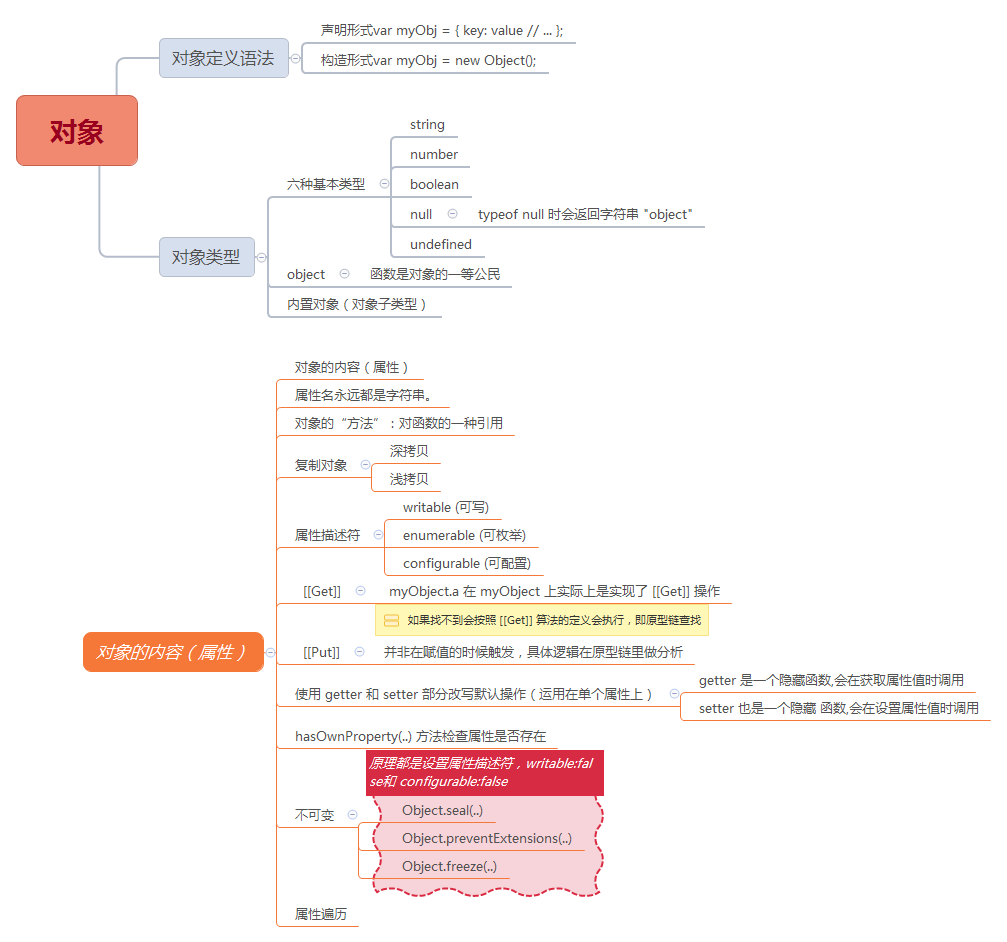 对象
对象定义语法
声明形式var myObj = { key: value // ... };
构造形式var myObj = new Object();
对象类型
六种基本类型
string
number
boolean
null
typeof null 时会返回字符串 "object"
undefined
object
函数是对象的一等公民
内置对象（对象子类型）
对象的内容（属性）
对象的内容（属性）
属性名永远都是字符串。
对象的“方法”：对函数的一种引用
复制对象
深拷贝
浅拷贝
属性描述符
writable (可写)
enumerable (可枚举)
configurable (可配置)
[[Get]]
myObject.a 在 myObject 上实际上是实现了 [[Get]] 操作
如果找不到会按照 [[Get]] 算法的定义会执行，即原型链查找
[[Put]]
并非在赋值的时候触发，具体逻辑在原型链里做分析
使用 getter 和 setter 部分改写默认操作（运用在单个属性上）
getter 是一个隐藏函数,会在获取属性值时调用
setter 也是一个隐藏 函数,会在设置属性值时调用
hasOwnProperty(..) 方法检查属性是否存在
不可变
原理都是设置属性描述符，writable:fal
se和 configurable:false
Object.seal(..)
Object.preventExtensions(..)
Object.freeze(..)
属性遍历